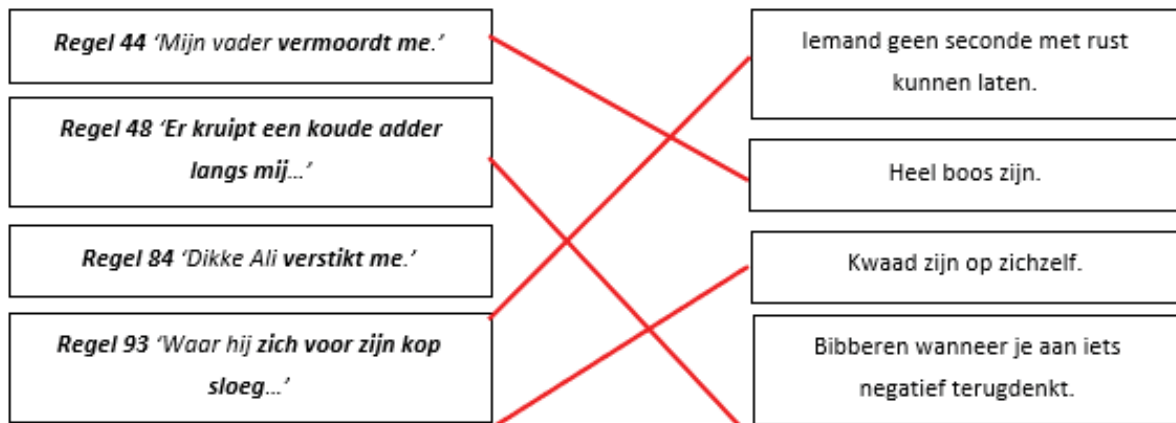 Regel 44 ‘Mijn vader vermoordt me.’
Regel 48 ‘Er kruipt een koude adder
langs mij...’
Regel 84 ‘Dikke Ali verstikt me.’
Regel 93 ‘Waar hij zich voor zijn kop
sloeg...’
Iemand geen seconde met rust
kunnen laten.
Heel boos zijn.
Kwaad zijn op zichzelf.
Bibberen wanneer je aan iets
negatief terugdenkt.